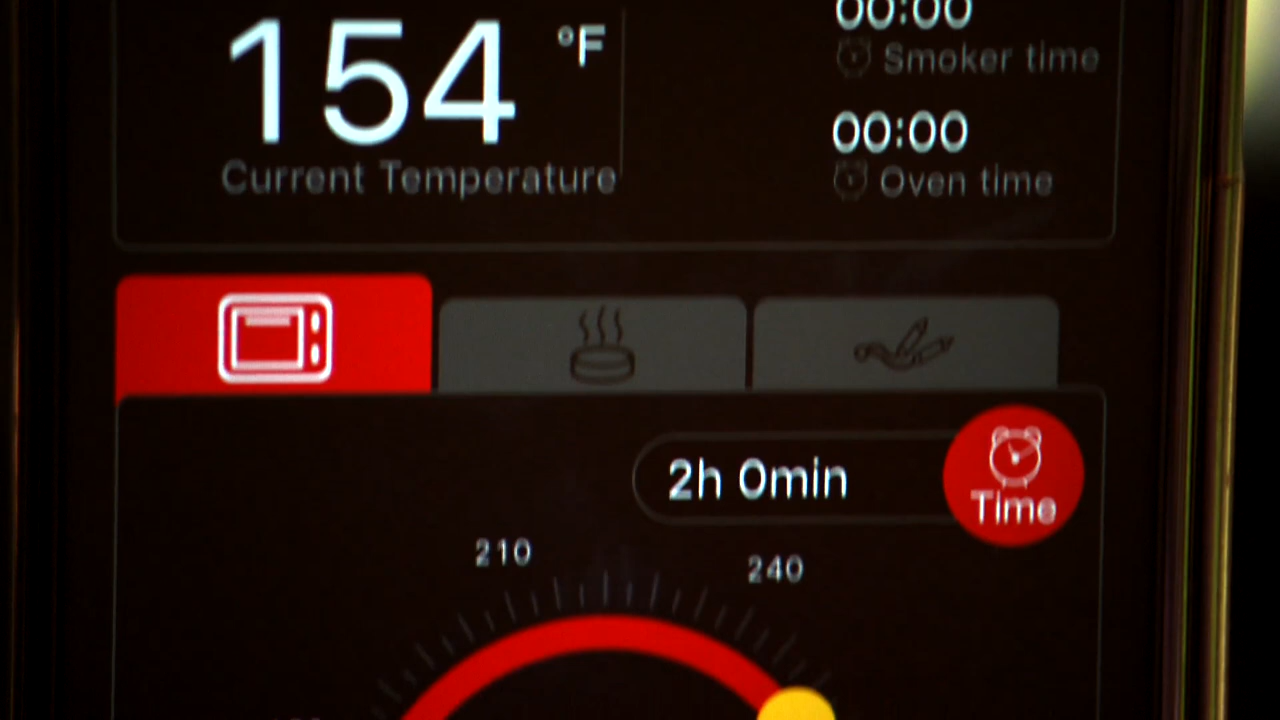 00:00
154 °F
Smoker time
00:00
Current Temperature
Oven time
2h 0min
Time
210
240